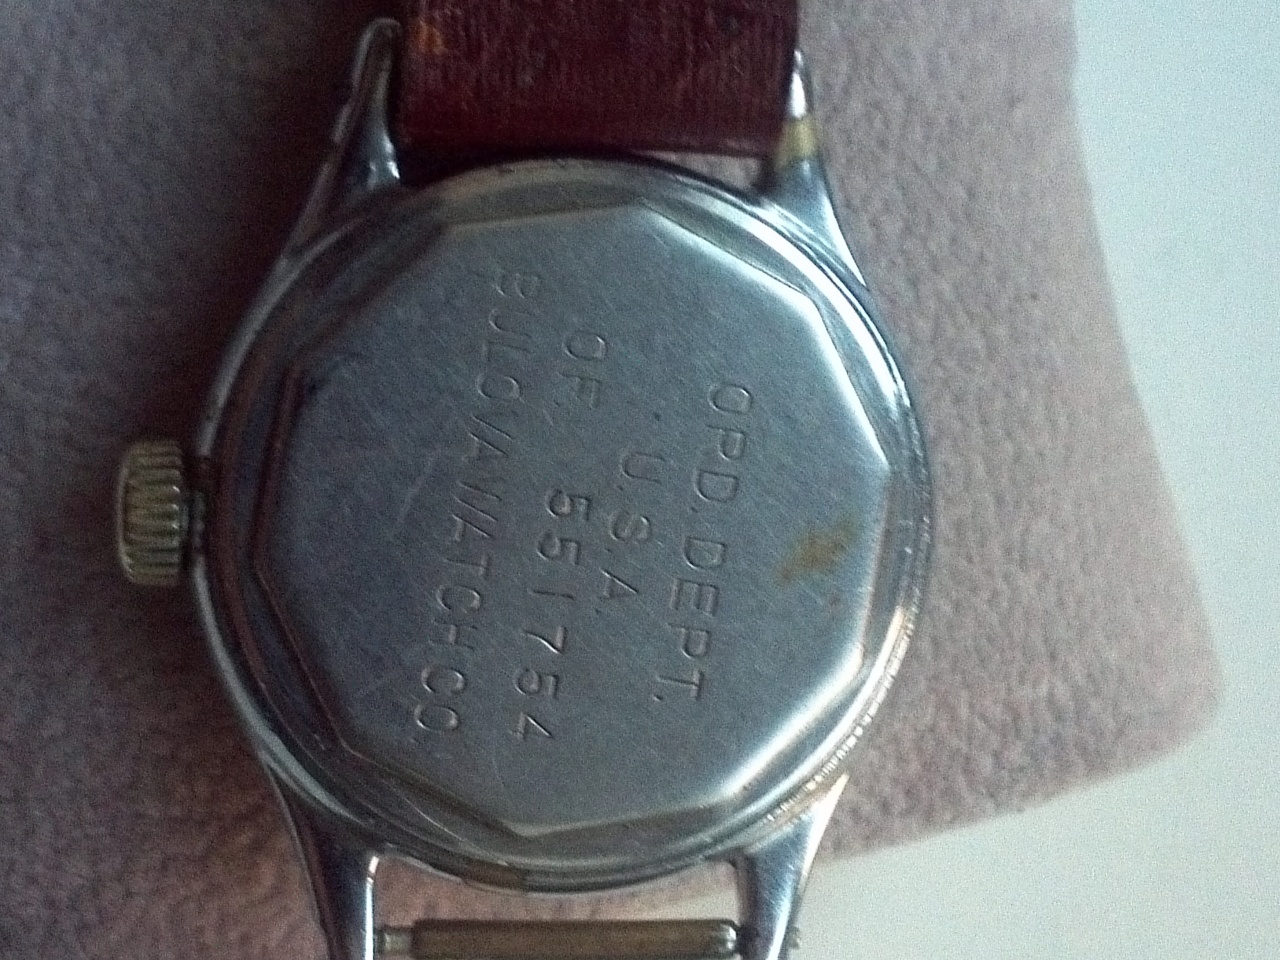 ORD. DEPT.
U.S.A.
OF 551754
BULOVA WATCH CO.